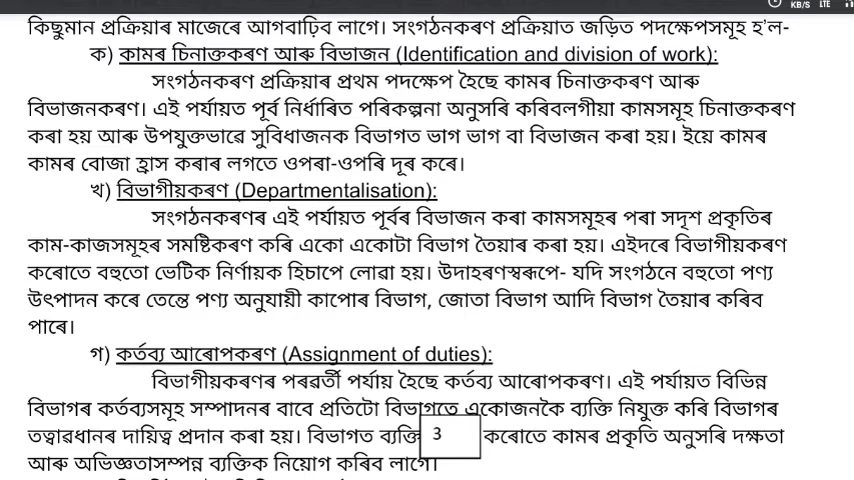 KB/S LTE
কিছুমান প্ৰক্ৰিয়াৰ মাজেৰে আগবাঢ়িব লাগে। সংগঠনকৰণ প্ৰক্ৰিয়াত জড়িত পদক্ষেপসমূহ হ'ল-
ক) কামৰ চিনাক্তকৰণ আৰু বিভাজন (Identification and division of work):
সংগঠনকৰণ প্ৰক্ৰিয়াৰ প্ৰথম পদক্ষেপ হৈছে কামৰ চিনাক্তকৰণ আৰু
বিভাজনকৰণ। এই পৰ্যায়ত পূৰ্ব নিৰ্ধাৰিত পৰিকল্পনা অনুসৰি কৰিবলগীয়া কামসমূহ চিনাক্তকৰণ
কৰা হয় আৰু উপযুক্তভাৱে সুবিধাজনক বিভাগত ভাগ ভাগ বা বিভাজন কৰা হয়। ইয়ে কামৰ
কামৰ বোজা হ্ৰাস কৰাৰ লগতে ওপৰা-ওপৰি দূৰ কৰে।
খ) বিভাগীয়কৰণ (Departmentalisation):
সংগঠনকৰণৰ এই পৰ্যায়ত পূৰ্বৰ বিভাজন কৰা কামসমূহৰ পৰা সদৃশ প্ৰকৃতিৰ
কাম-কাজসমূহৰ সমষ্টিকৰণ কৰি একো একোটা বিভাগ তৈয়াৰ কৰা হয়। এইদৰে বিভাগীয়কৰণ
কৰোতে বহুতো ভেটিক নিৰ্ণায়ক হিচাপে লোৱা হয়। উদাহৰণস্বৰূপে- যদি সংগঠনে বহুতো পণ্য
উৎপাদন কৰে তেন্তে পণ্য অনুযায়ী কাপোৰ বিভাগ, জোতা বিভাগ আদি বিভাগ তৈয়াৰ কৰিব
পাৰে।
গ) কৰ্তব্য আৰোপকৰণ (Assignment of duties):
বিভাগীয়কৰণৰ পৰৱৰ্তী পৰ্যায় হৈছে কৰ্তব্য আৰোপকৰণ। এই পৰ্যায়ত বিভিন্ন
বিভাগৰ কৰ্তব্যসমূহ সম্পাদনৰ বাবে প্ৰতিটো বিভাগতে একোজনকৈ ব্যক্তি নিযুক্ত কৰি বিভাগৰ
তত্বাৱধানৰ দায়িত্ব প্ৰদান কৰা হয়। বিভাগত ব্যক্তি 3 কৰোতে কামৰ প্ৰকৃতি অনুসৰি দক্ষতা
আৰু অভিজ্ঞতাসম্পন্ন ব্যক্তিক নিয়োগ কৰিব লাগে।